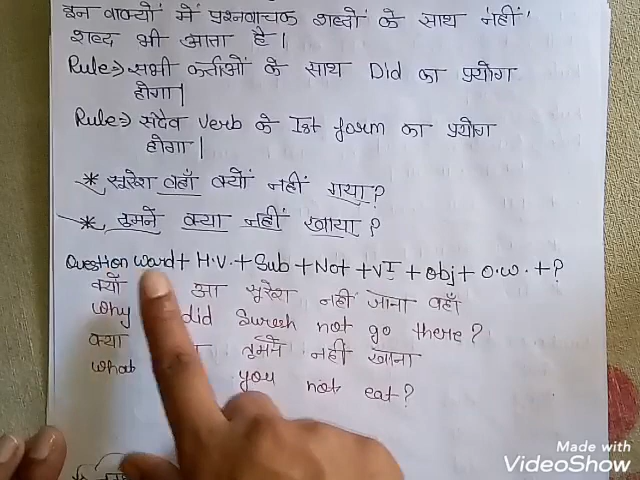 इन वाक्यों में प्रश्नवाचक शब्दों के साथ 'नहीं'
शब्द भी आता है।
Rule⇒ सभी कर्त्ताओं के साथ Did का प्रयोग
होगा।
Rule⇒ सदैव Verb के Ist form का प्रयोग
होगा।
* सुरेश वहाँ क्यों नहीं गया?
* तुमने क्या नहीं खाया?
Question word + H.V. + Sub + Not + VI + obj + O.W. + ?
क्यों आ सुरेश नहीं जाना वहाँ
Why did Suresh not go there?
क्या तुमने नहीं खाना
What you not eat?
Made with
VideoShow